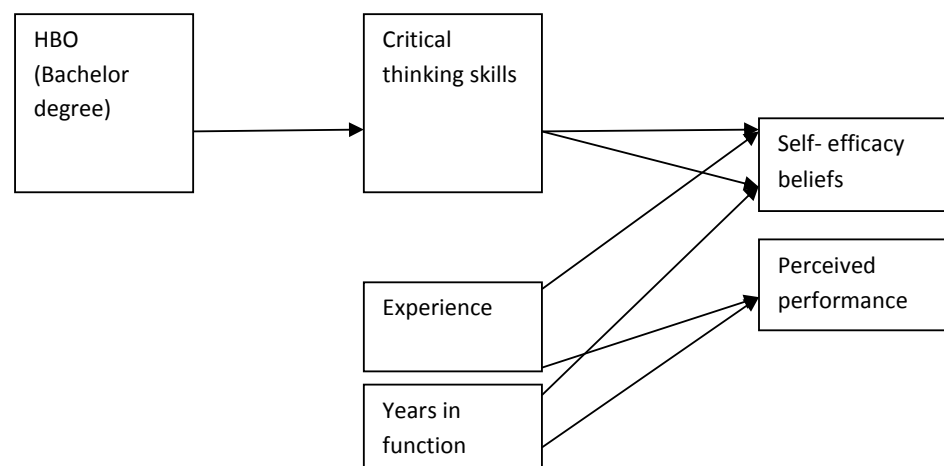 HBO
(Bachelor
degree)
Critical
thinking skills
Self- efficacy
beliefs
Perceived
performance
Experience
Years in
function